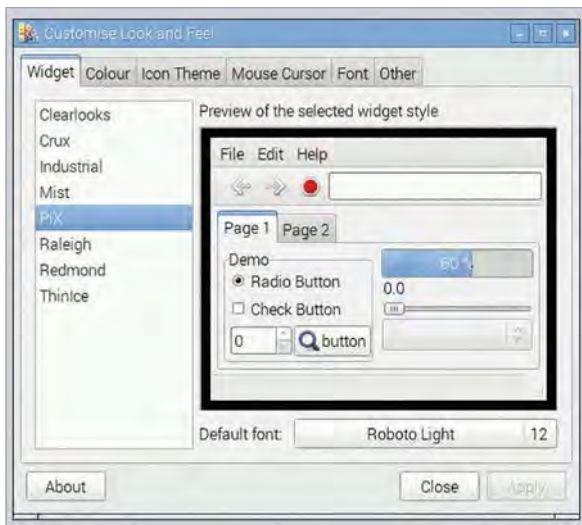 Customise Look and Feel
Widget Colour Icon Theme Mouse Cursor Font Other
Clearlooks
Crux
Industrial
Mist
PiX
Raleigh
Redmond
ThinIce
Preview of the selected widget style
File Edit Help
Page 1 Page 2
Demo
Radio Button
Check Button
0 button
60 %
0.0
Default font: Roboto Light 12
About Close Apply